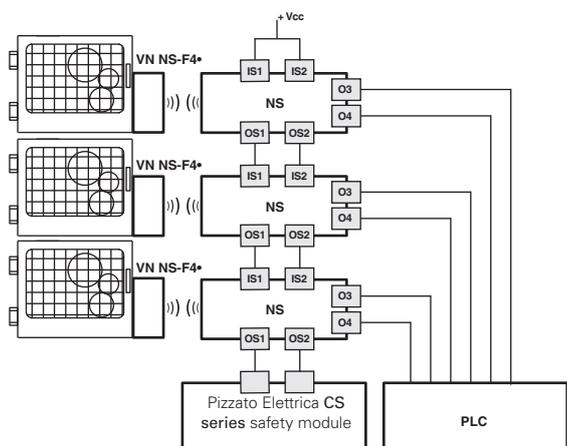 + Vcc
VN NS-F4•
IS1 IS2
O3
NS
O4
OS1 OS2
VN NS-F4•
IS1 IS2
O3
NS
O4
OS1 OS2
VN NS-F4•
IS1 IS2
O3
NS
O4
OS1 OS2
Pizzato Elettrica CS
series safety module
PLC